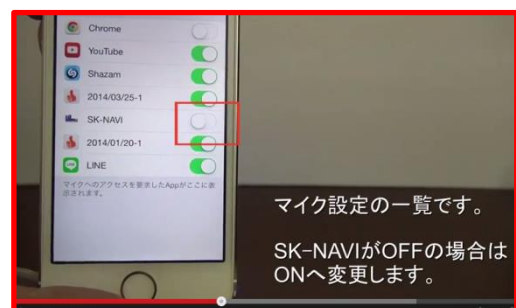 Chrome
YouTube
Shazam
2014/03/25-1
SK-NAVI
2014/01/20-1
LINE
マイクへのアクセスを要求したAppがここに表
示されます。
マイク設定の一覧です。
SK-NAVIがOFFの場合は
ONへ変更します。